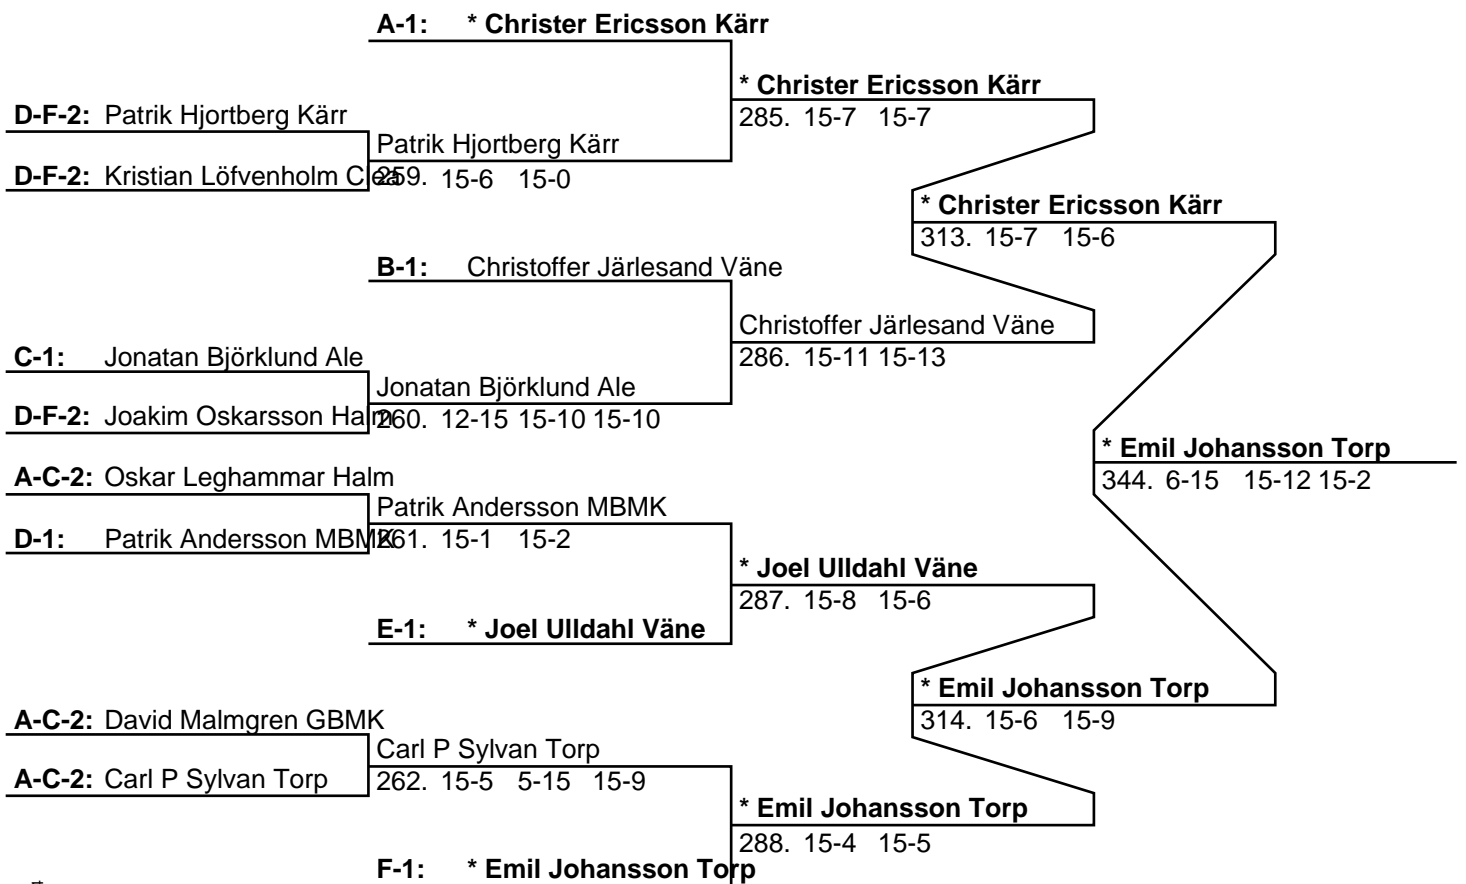 A-1: * Christer Ericsson Kärr
* Christer Ericsson Kärr
285. 15-7 15-7
D-F-2: Patrik Hjortberg Kärr
Patrik Hjortberg Kärr
D-F-2: Kristian Löfvenholm Clea
259. 15-6 15-0
* Christer Ericsson Kärr
313. 15-7 15-6
B-1: Christoffer Järlesand Väne
Christoffer Järlesand Väne
286. 15-11 15-13
C-1: Jonatan Björklund Ale
Jonatan Björklund Ale
D-F-2: Joakim Oskarsson Halm
260. 12-15 15-10 15-10
* Emil Johansson Torp
344. 6-15 15-12 15-2
A-C-2: Oskar Leghammar Halm
Patrik Andersson MBMK
D-1: Patrik Andersson MBMK
261. 15-1 15-2
* Joel Ulldahl Väne
287. 15-8 15-6
E-1: * Joel Ulldahl Väne
* Emil Johansson Torp
314. 15-6 15-9
A-C-2: David Malmgren GBMK
Carl P Sylvan Torp
A-C-2: Carl P Sylvan Torp
262. 15-5 5-15 15-9
* Emil Johansson Torp
288. 15-4 15-5
F-1: * Emil Johansson Torp